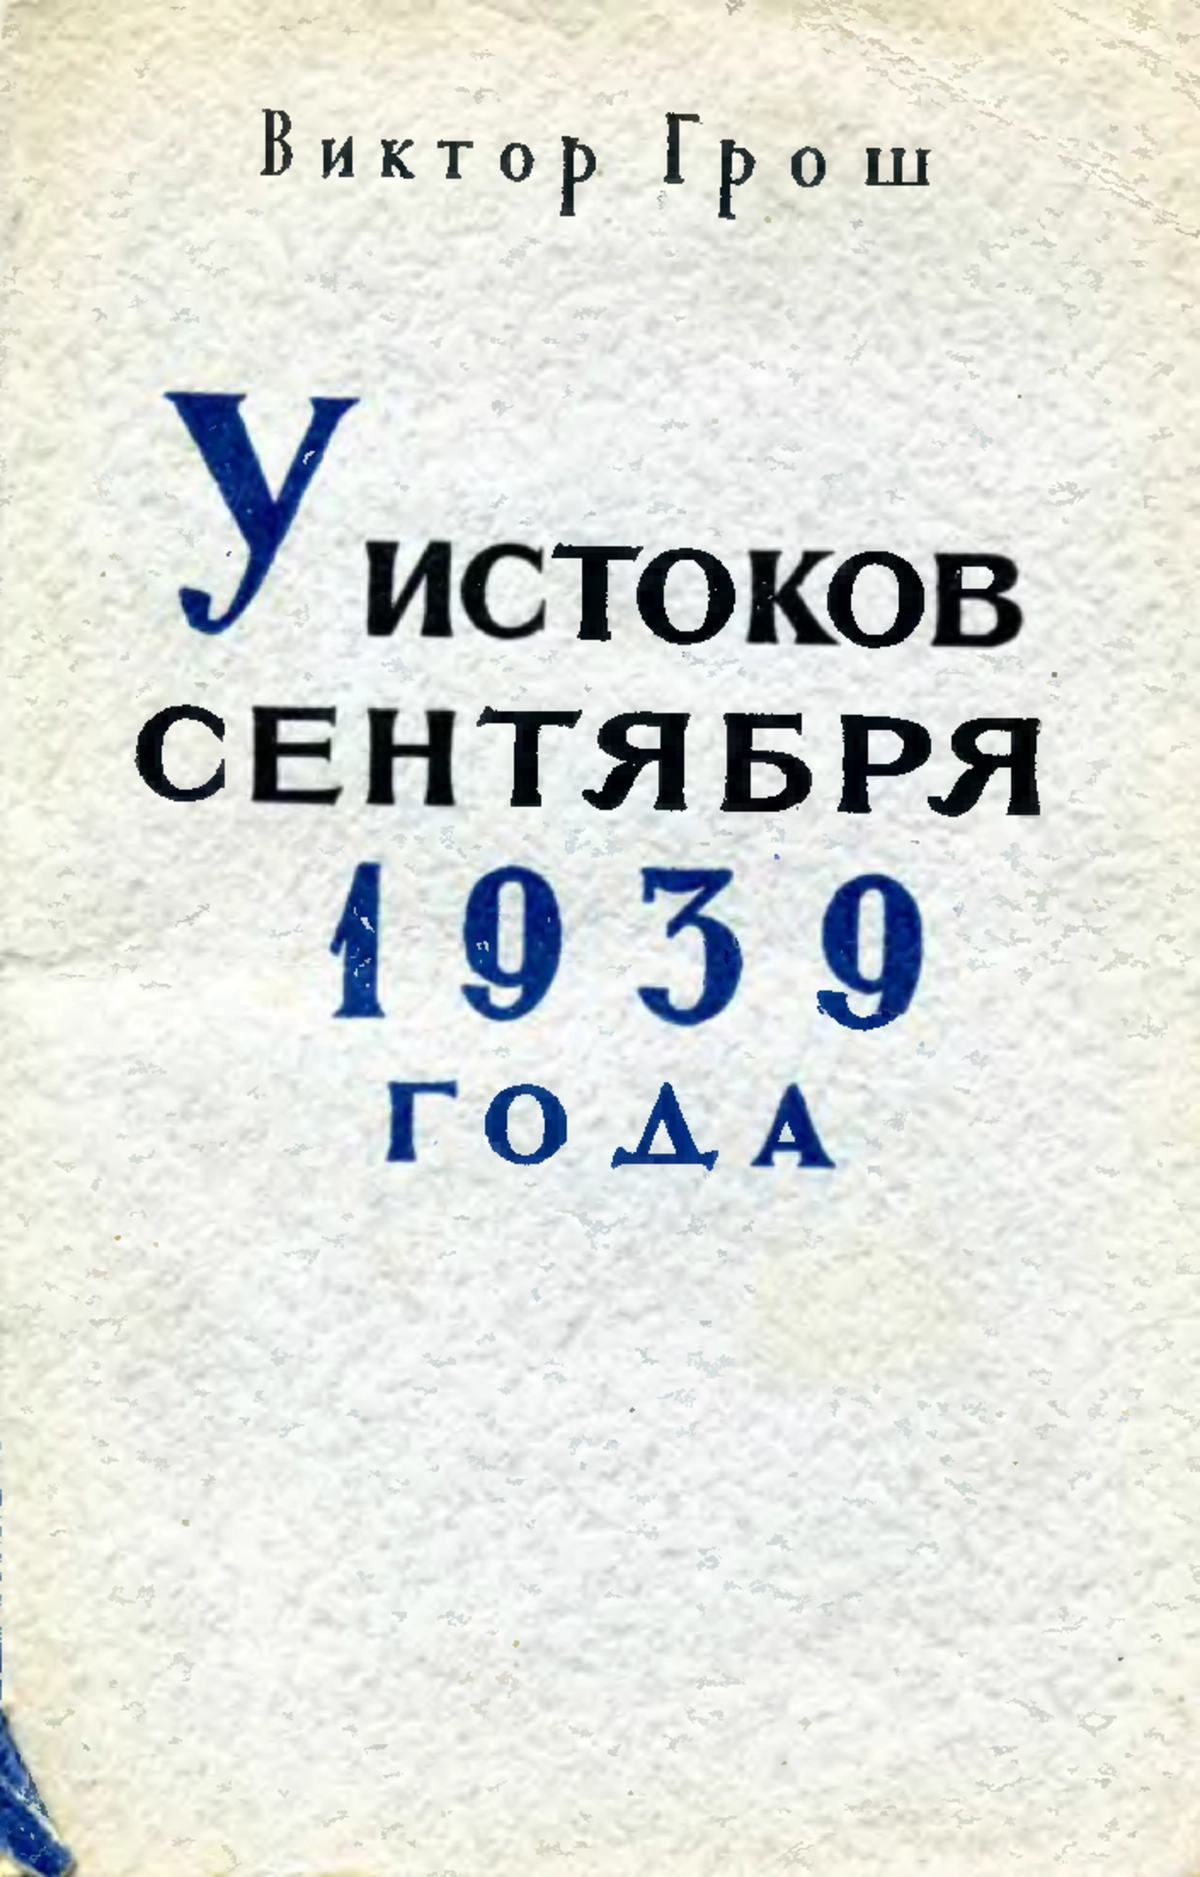 Виктор Грош
У ИСТОКОВ
СЕНТЯБРЯ
1939
ГОДА